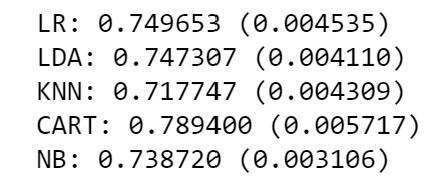 LR: 0.749653 (0.004535)
LDA: 0.747307 (0.004110)
KNN: 0.717747 (0.004309)
CART: 0.789400 (0.005717)
NB: 0.738720 (0.003106)